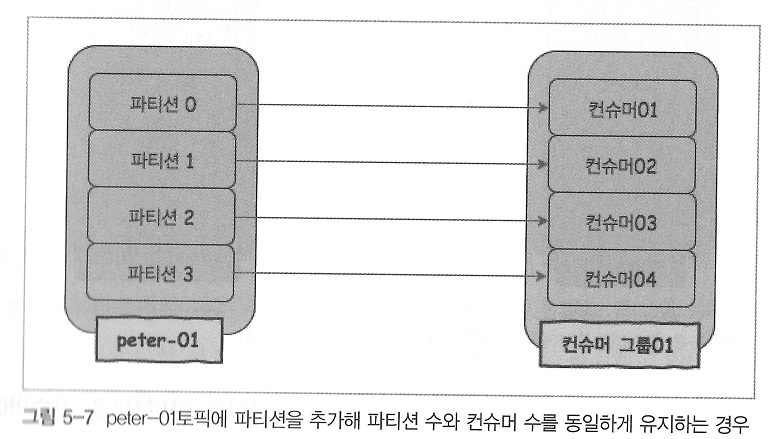 파티션 0
컨슈머01
파티션 1
컨슈머02
파티션 2
컨슈머03
파티션 3
컨슈머04
peter-01
컨슈머 그룹01
그림 5-7 peter-01토픽에 파티션을 추가해 파티션 수와 컨슈머 수를 동일하게 유지하는 경우